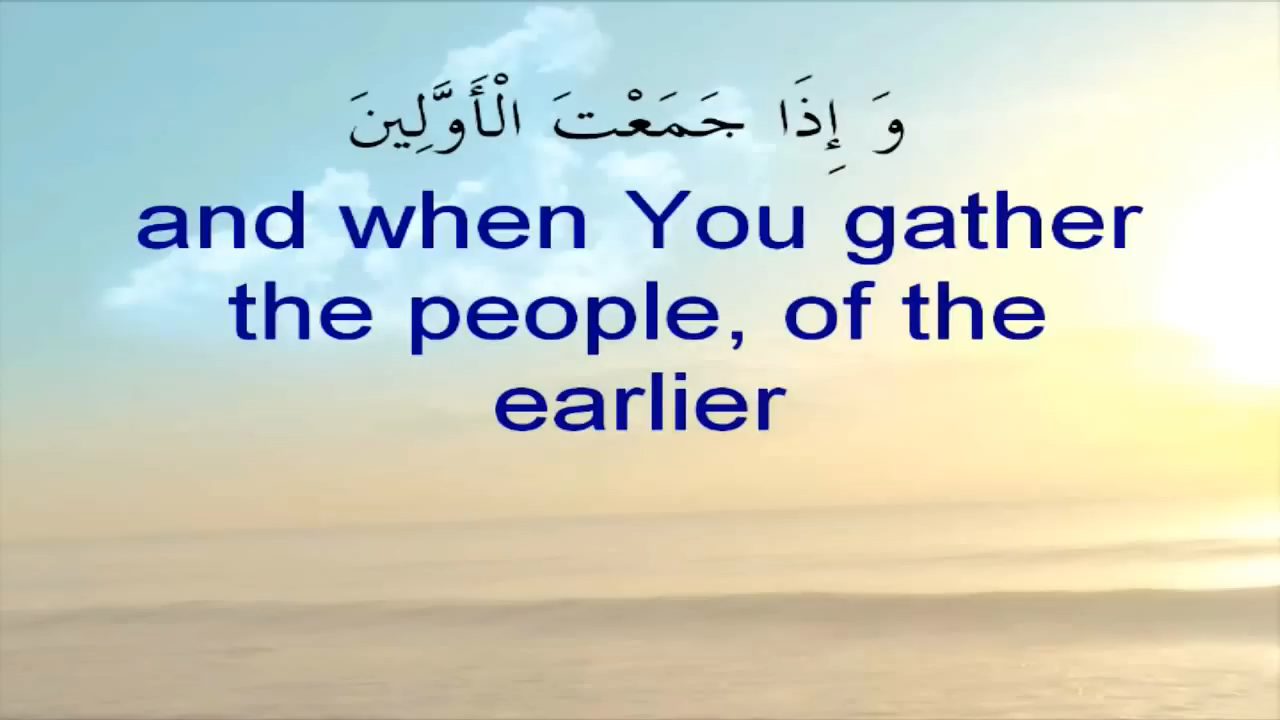 وَ إِذَا جَمَعْتَ الْأَوَّلِينَ
and when You gather
the people, of the
earlier